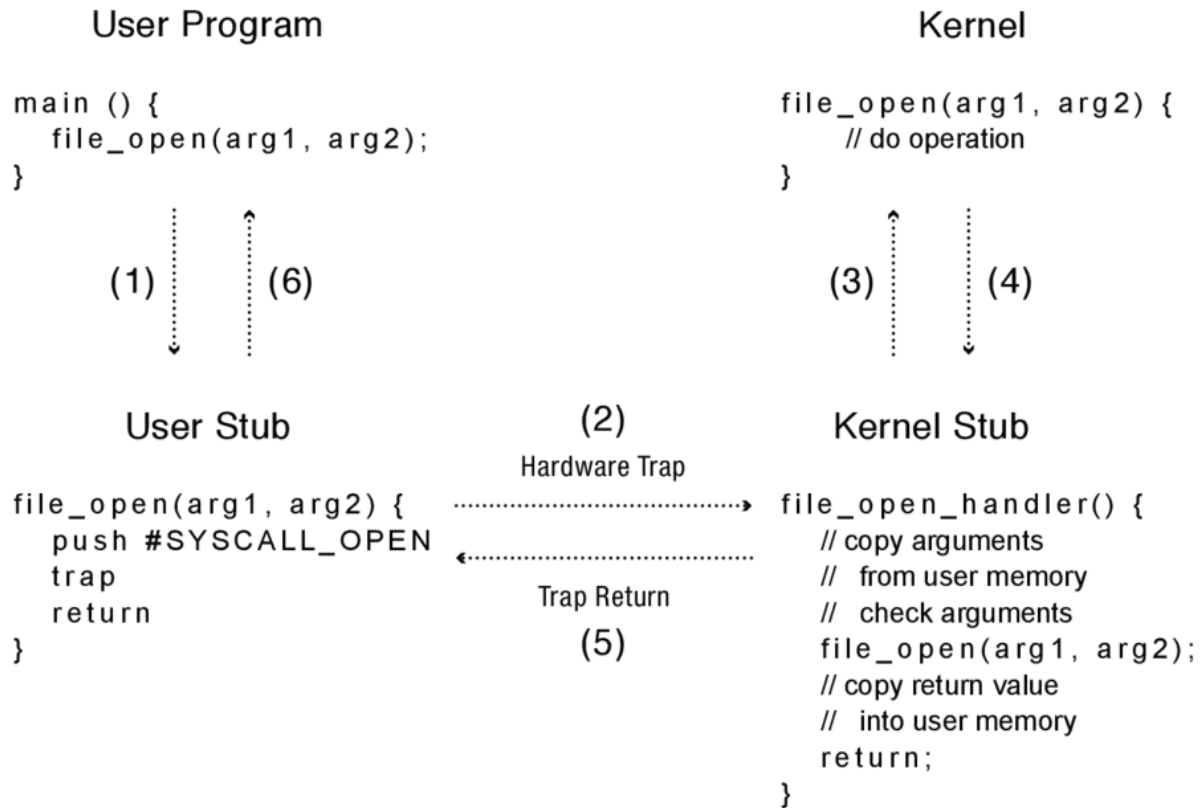 User Program
main () {
file_open(arg1, arg2);
}
Kernel
file_open(arg1, arg2) {
// do operation
}
(1)
(6)
(3)
(4)
User Stub
file_open(arg1, arg2) {
push #SYSCALL_OPEN
trap
return
}
(2)
Hardware Trap
Trap Return
(5)
Kernel Stub
file_open_handler() {
// copy arguments
// from user memory
// check arguments
file_open(arg1, arg2);
// copy return value
// into user memory
return;
}